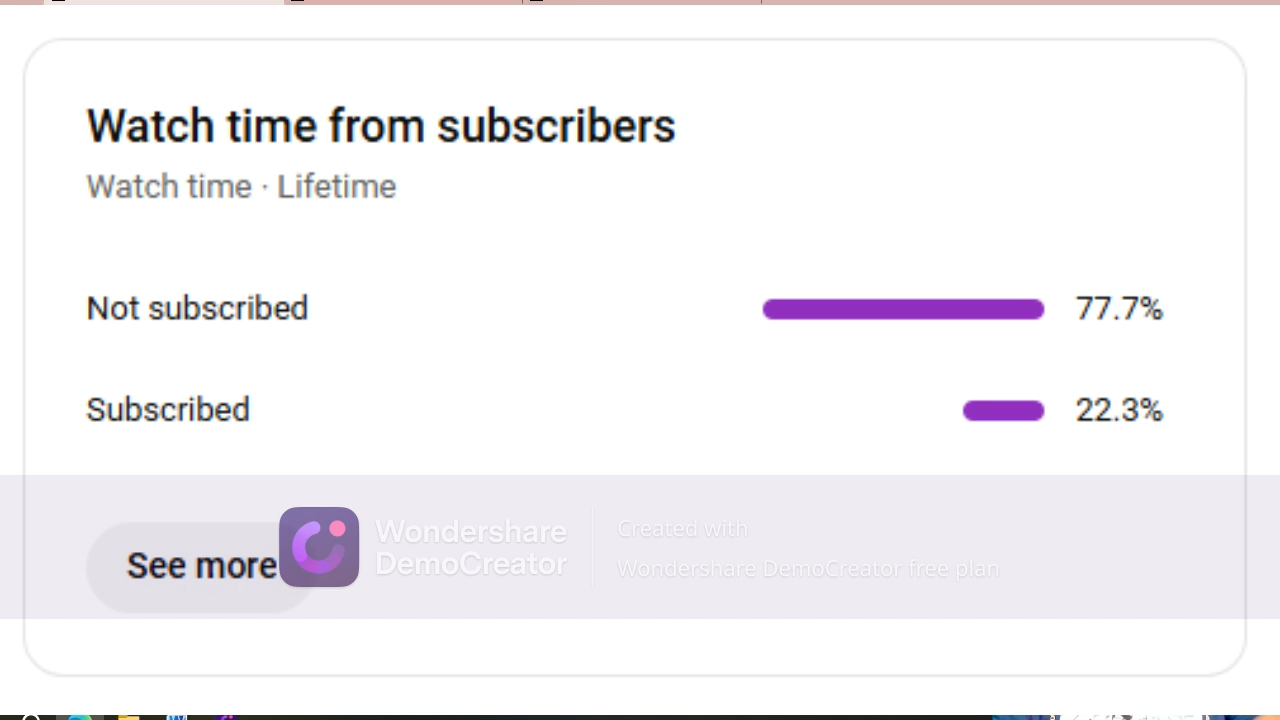 Watch time from subscribers
Watch time · Lifetime
Not subscribed 77.7%
Subscribed 22.3%
See more
Wondershare
DemoCreator
Created with
Wondershare DemoCreator free plan